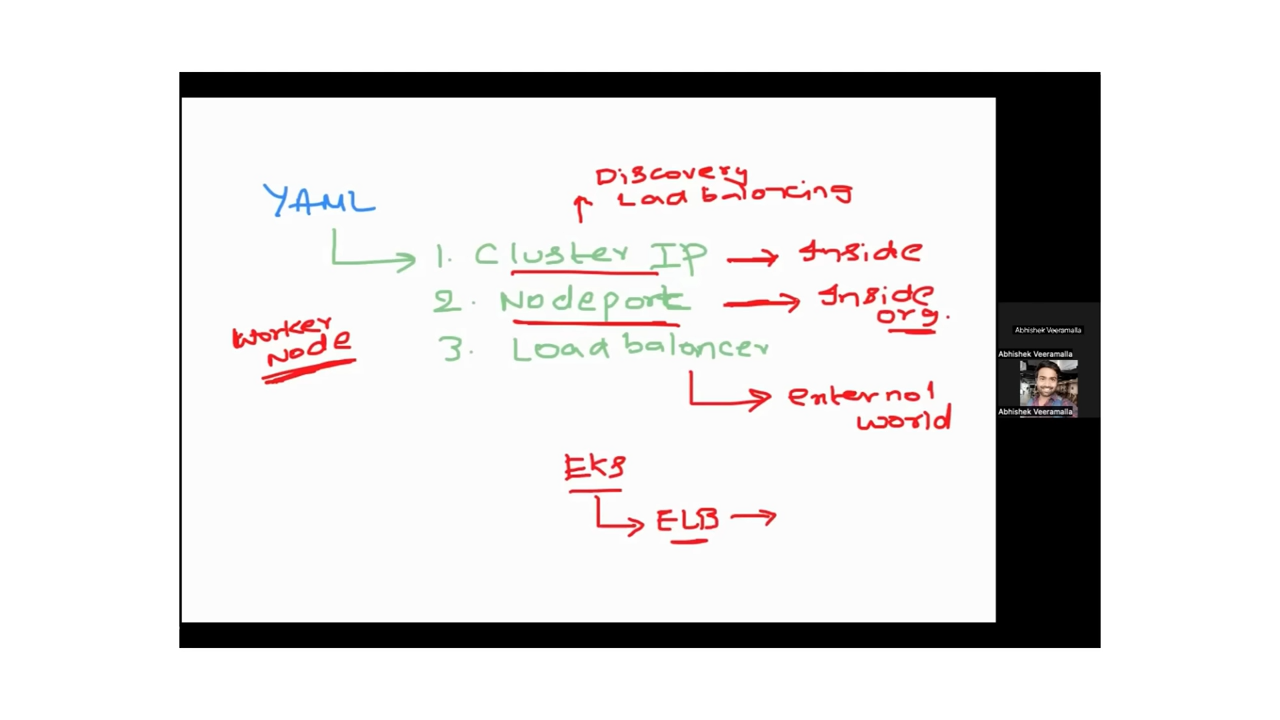 Discovery
Load balancing
YAML
1. Cluster IP → Inside
2. Nodeport → Inside
org.
Worker
Node
3. Load balancer
external
world
EKS
ELB →
Abhishek Veeramalla
Abhishek Veeramalla
Abhishek Veeramalla